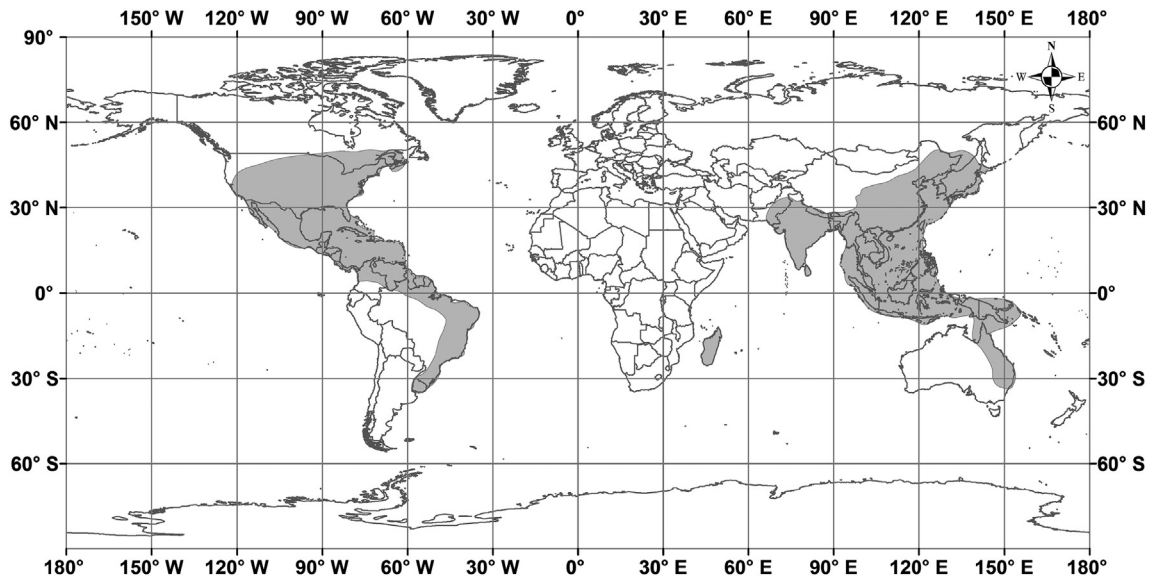 150° W 120° W 90° W 60° W 30° W 0° 30° E 60° E 90° E 120° E 150° E 180°
90°
N
W E
S
60° N 60° N
30° N 30° N
0° 0°
30° S 30° S
60° S 60° S
180° 150° W 120° W 90° W 60° W 30° W 0° 30° E 60° E 90° E 120° E 150° E 180°